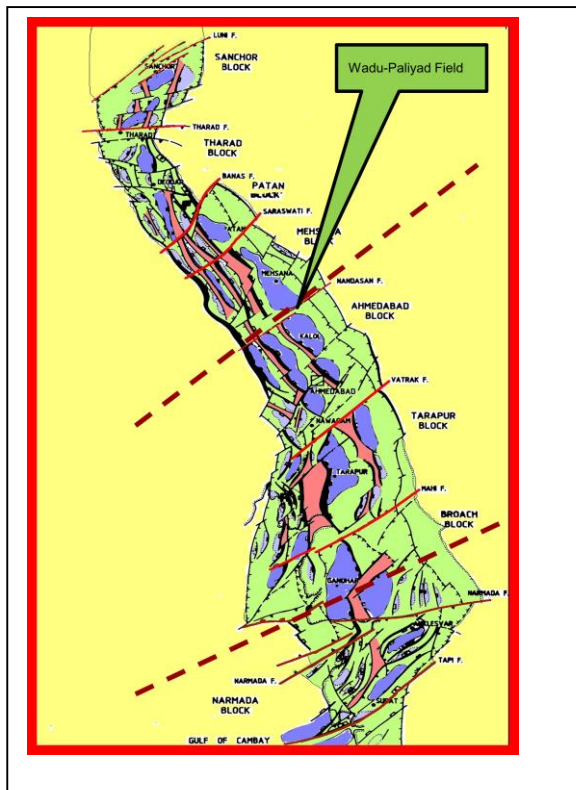 LUNI F.
SANCHOR
BLOCK
SANCHOR
Wadu-Paliyad Field
THARAD F.
THARAD
THARAD
BLOCK
DEODAR
BANAS F.
PATAN
BLOCK
SARASWATI F.
MEHSANA
BLOCK
MEHSANA
NANDASAN F.
AHMEDABAD
BLOCK
KALOL
VATRAK F.
AHMEDABAD
NAWAGAM
TARAPUR
BLOCK
TARAPUR
MAHI F.
BROACH
BLOCK
GANDHAR
NARMADA F.
TAPI F.
NARMADA F.
NARMADA
BLOCK
SURAT
GULF OF CAMBAY